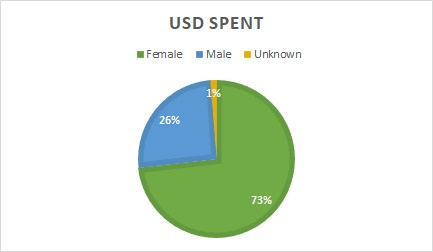 USD SPENT
Female Male Unknown
1%
26%
73%